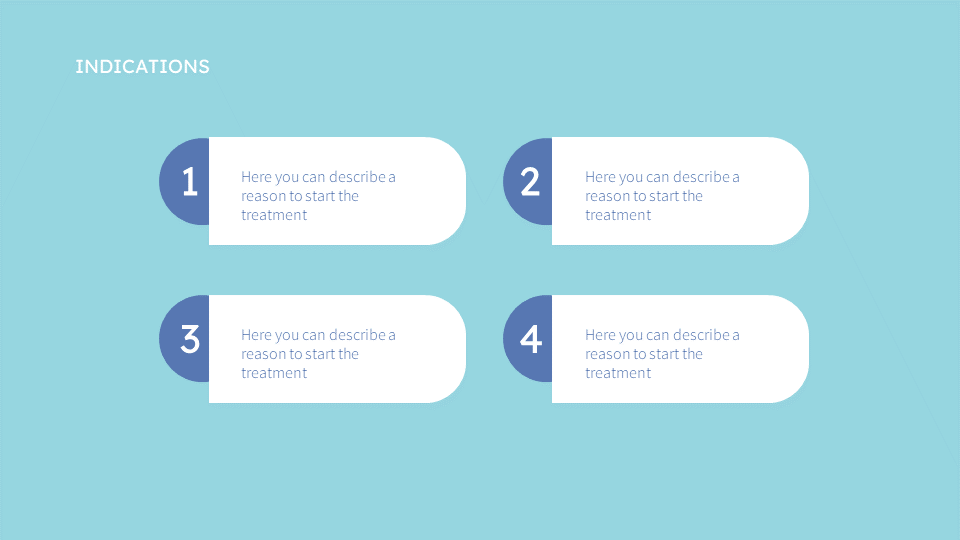 INDICATIONS
1
Here you can describe a
reason to start the
treatment
2
Here you can describe a
reason to start the
treatment
3
Here you can describe a
reason to start the
treatment
4
Here you can describe a
reason to start the
treatment